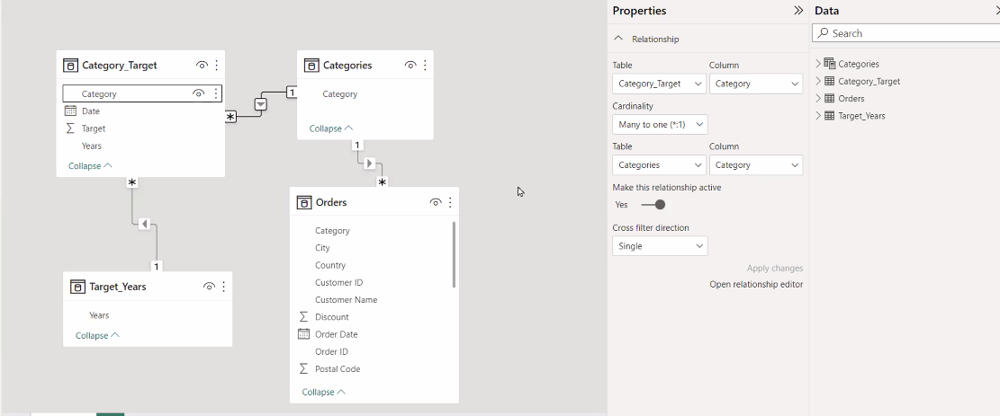 Category_Target
Category
Date
Target
Years
Collapse
*
1
Categories
Category
Collapse
1
*
Orders
Category
City
Country
Customer ID
Customer Name
Discount
Order Date
Order ID
Postal Code
Collapse
*
1
Target_Years
Years
Collapse
Properties
Relationship
Table Column
Category_Target Category
Cardinality
Many to one (*:1)
Table Column
Categories Category
Make this relationship active
Yes
Cross filter direction
Single
Apply changes
Open relationship editor
Data
Search
Categories
Category_Target
Orders
Target_Years